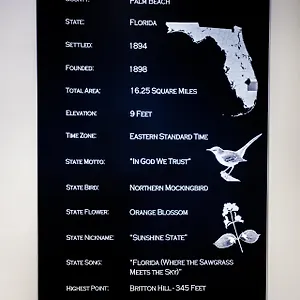 COUNTY: PALM BEACH
STATE: FLORIDA
SETTLED: 1894
FOUNDED: 1898
TOTAL AREA: 16.25 SQUARE MILES
ELEVATION: 9 FEET
TIME ZONE: EASTERN STANDARD TIME
STATE MOTTO: "IN GOD WE TRUST"
STATE BIRD: NORTHERN MOCKINGBIRD
STATE FLOWER: ORANGE BLOSSOM
STATE NICKNAME: "SUNSHINE STATE"
STATE SONG: "FLORIDA (WHERE THE SAWGRASS
MEETS THE SKY)"
HIGHEST POINT: BRITTON HILL - 345 FEET